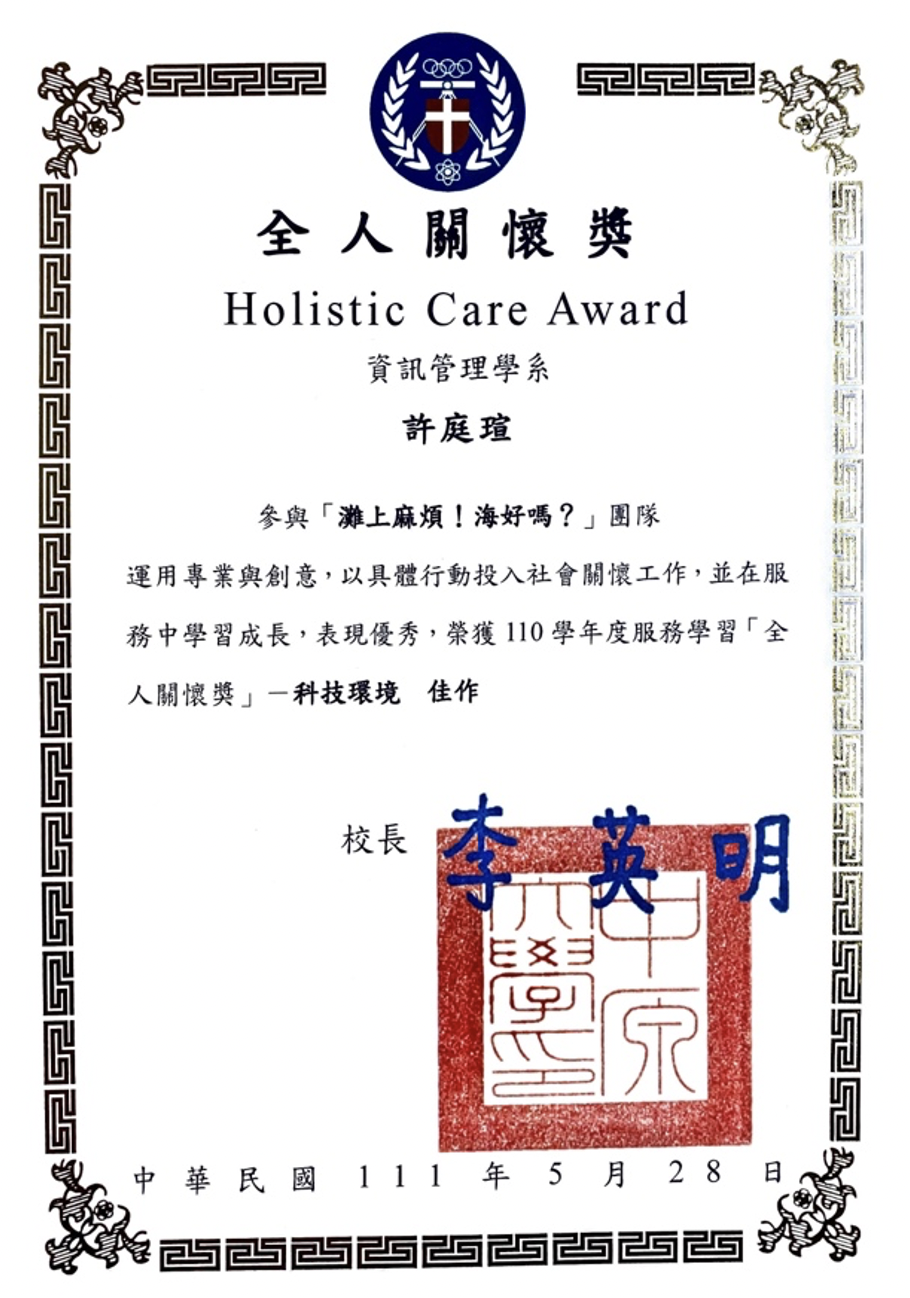 全人關懷獎
Holistic Care Award
資訊管理學系
許庭瑄
參與「灘上麻煩！海好嗎？」團隊
運用專業與創意，以具體行動投入社會關懷工作，並在服
務中學習成長，表現優秀，榮獲 110 學年度服務學習「全
人關懷獎」－科技環境　佳作
校長 李英明
中原大學印
中華民國 111 年 5 月 28 日